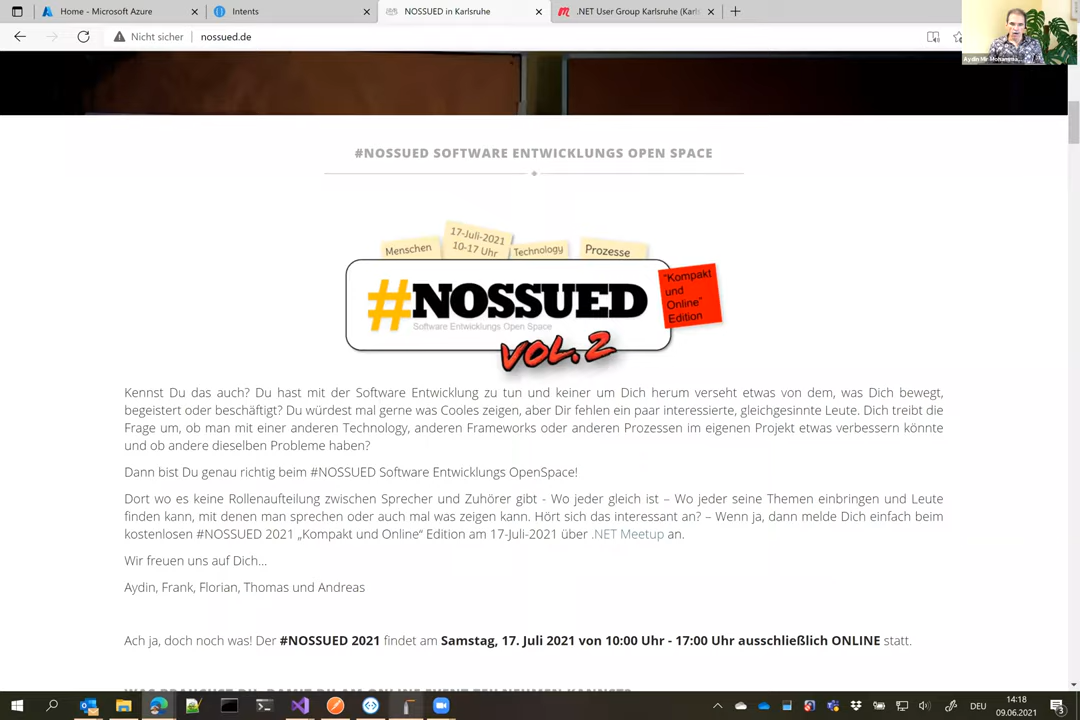 Home - Microsoft Azure
Intents
NOSSUED in Karlsruhe
.NET User Group Karlsruhe (Karls
Nicht sicher
nossued.de
#NOSSUED SOFTWARE ENTWICKLUNGS OPEN SPACE
Menschen
17-Juli-2021
10-17 Uhr
Technology
Prozesse
#NOSSUED
Software Entwicklungs Open Space
VOL.2
"Kompakt
und
Online"
Edition
Kennst Du das auch? Du hast mit der Software Entwicklung zu tun und keiner um Dich herum verseht etwas von dem, was Dich bewegt,
begeistert oder beschäftigt? Du würdest mal gerne was Cooles zeigen, aber Dir fehlen ein paar interessierte, gleichgesinnte Leute. Dich treibt die
Frage um, ob man mit einer anderen Technology, anderen Frameworks oder anderen Prozessen im eigenen Projekt etwas verbessern könnte
und ob andere dieselben Probleme haben?
Dann bist Du genau richtig beim #NOSSUED Software Entwicklungs OpenSpace!
Dort wo es keine Rollenaufteilung zwischen Sprecher und Zuhörer gibt - Wo jeder gleich ist – Wo jeder seine Themen einbringen und Leute
finden kann, mit denen man sprechen oder auch mal was zeigen kann. Hört sich das interessant an? – Wenn ja, dann melde Dich einfach beim
kostenlosen #NOSSUED 2021 „Kompakt und Online“ Edition am 17-Juli-2021 über .NET Meetup an.
Wir freuen uns auf Dich...
Aydin, Frank, Florian, Thomas und Andreas
Ach ja, doch noch was! Der #NOSSUED 2021 findet am Samstag, 17. Juli 2021 von 10:00 Uhr - 17:00 Uhr ausschließlich ONLINE statt.
DEU
14:18
09.06.2021
3